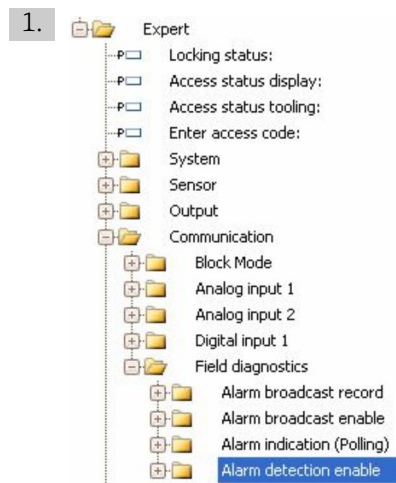 1.
Expert
P Locking status:
P Access status display:
P Access status tooling:
P Enter access code:
System
Sensor
Output
Communication
Block Mode
Analog input 1
Analog input 2
Digital input 1
Field diagnostics
Alarm broadcast record
Alarm broadcast enable
Alarm indication (Polling)
Alarm detection enable